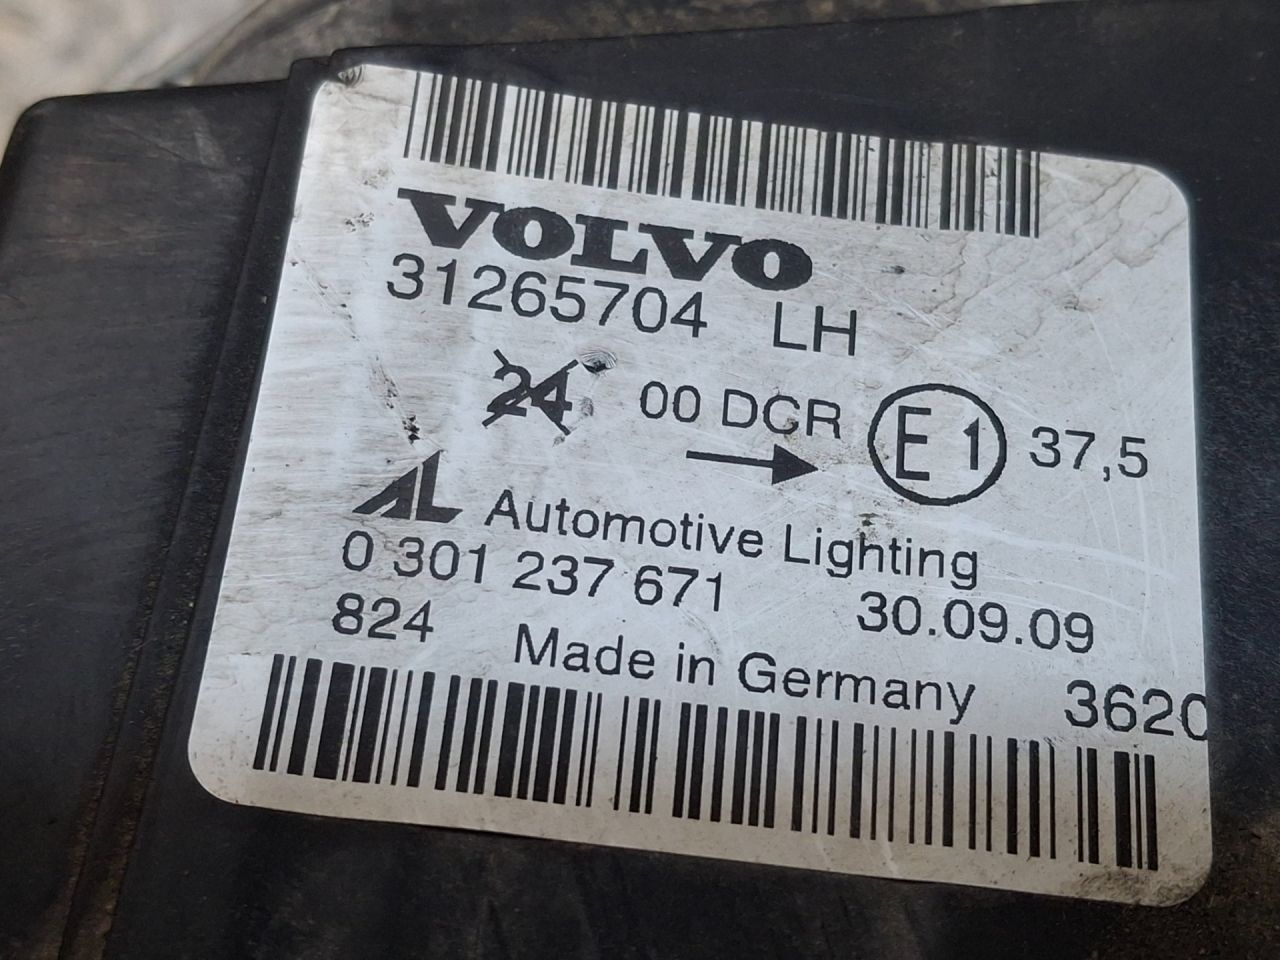 VOLVO
31265704 LH
24 00 DCR E1 37,5
AL Automotive Lighting
0 301 237 671 30.09.09
824 Made in Germany 3620